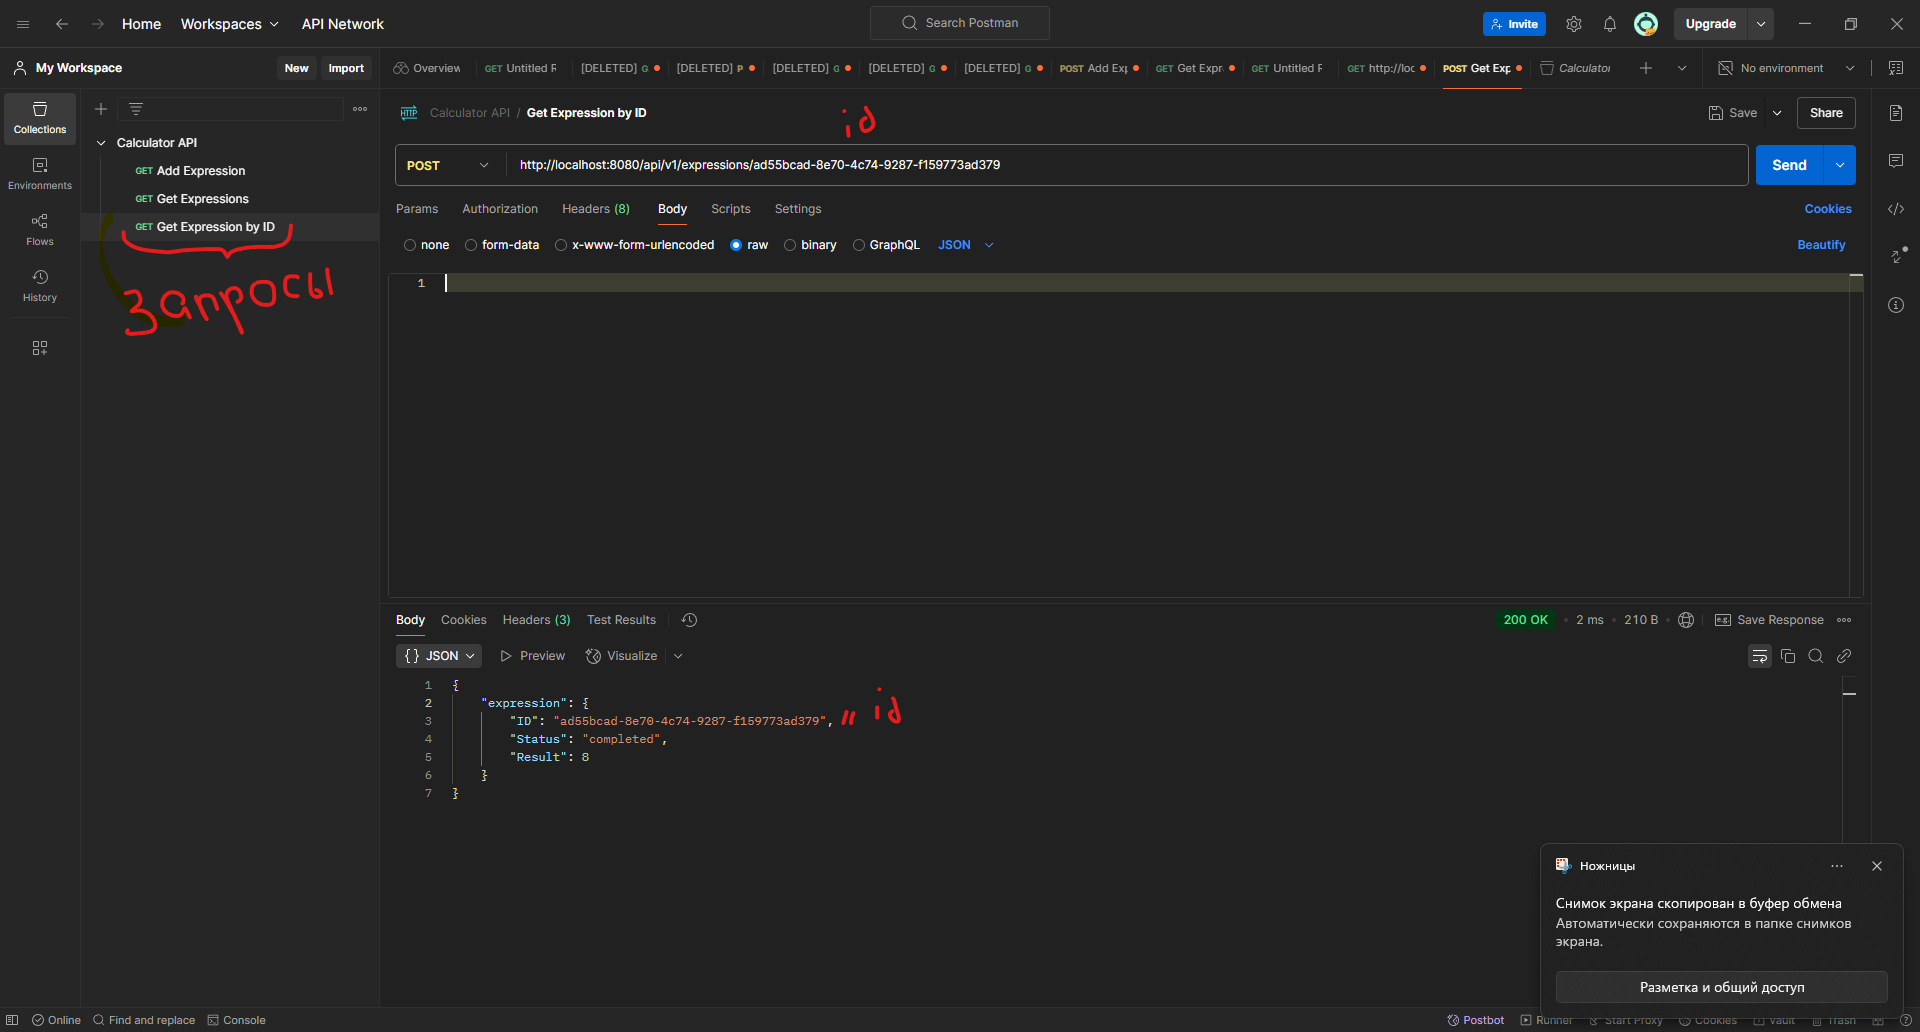 Home Workspaces API Network Search Postman Invite Upgrade
My Workspace New Import Overview GET Untitled F [DELETED] G [DELETED] P [DELETED] G [DELETED] G [DELETED] G POST Add Exp GET Get Expr GET Untitled F GET http://loc POST Get Exp Calculator No environment
Collections
Environments
Flows
History
Calculator API
GET Add Expression
GET Get Expressions
GET Get Expression by ID
Запросы
HTTP Calculator API / Get Expression by ID Save Share
id
POST http://localhost:8080/api/v1/expressions/ad55bcad-8e70-4c74-9287-f159773ad379 Send
Params Authorization Headers (8) Body Scripts Settings Cookies
none form-data x-www-form-urlencoded raw binary GraphQL JSON Beautify
1
Body Cookies Headers (3) Test Results 200 OK 2 ms 210 B e.g. Save Response
{} JSON Preview Visualize
1 {
2 "expression": {
3 "ID": "ad55bcad-8e70-4c74-9287-f159773ad379", " id
4 "Status": "completed",
5 "Result": 8
6 }
7 }
Ножницы
Снимок экрана скопирован в буфер обмена
Автоматически сохраняются в папке снимков
экрана.
Разметка и общий доступ
Online Find and replace Console Postbot Runner Start Proxy Cookies Vault Trash